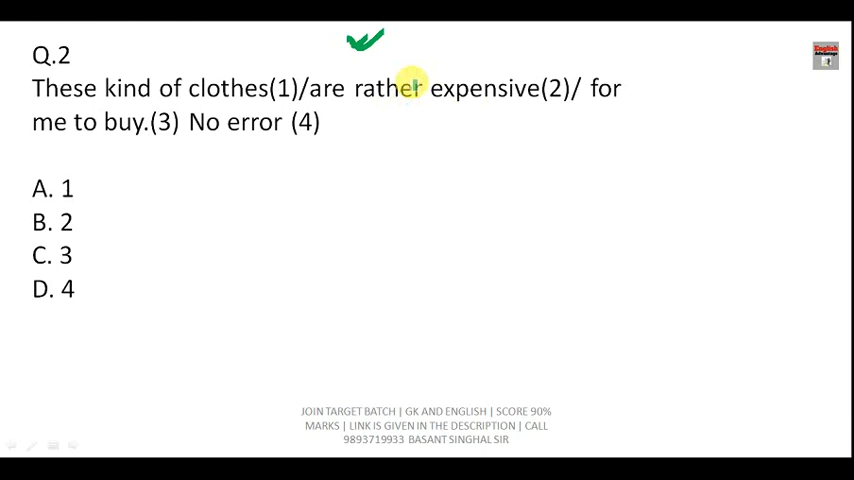 English
Advantage
Q.2
These kind of clothes(1)/are rather expensive(2)/ for
me to buy.(3) No error (4)
A. 1
B. 2
C. 3
D. 4
JOIN TARGET BATCH | GK AND ENGLISH | SCORE 90%
MARKS | LINK IS GIVEN IN THE DESCRIPTION | CALL
9893719933 BASANT SINGHAL SIR